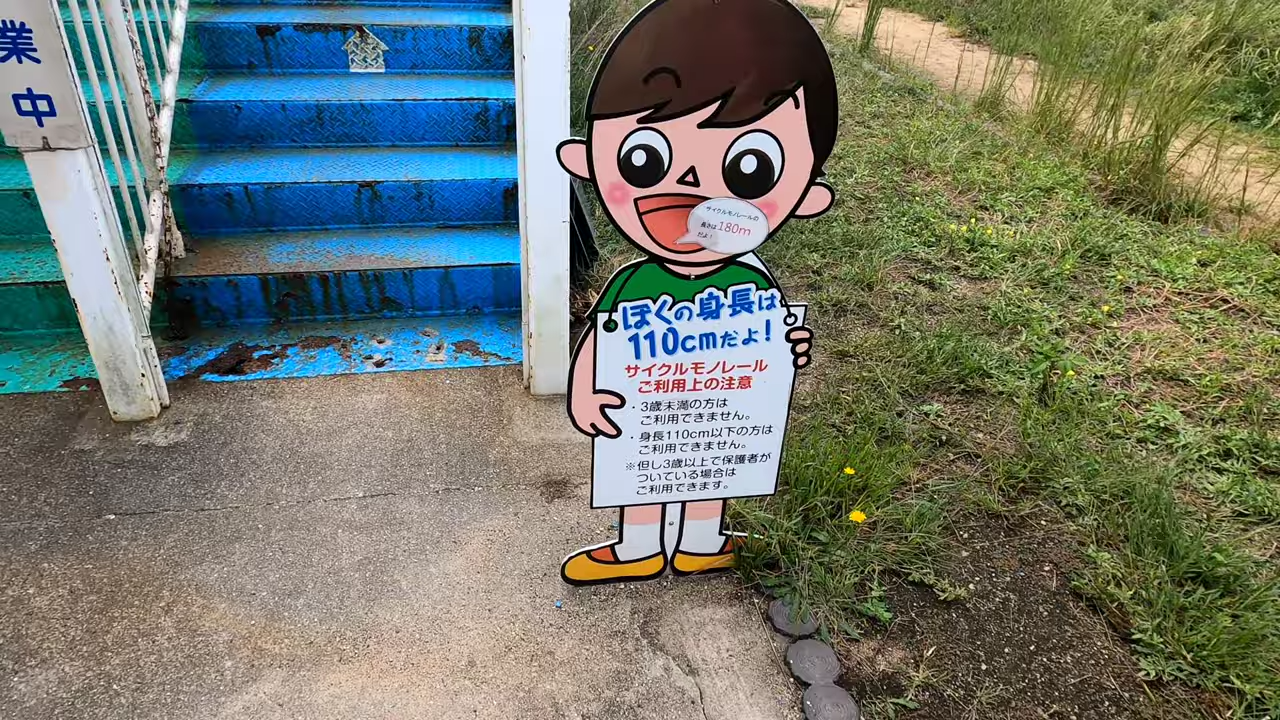 業
中
サイクルモノレールの
長さは180m
だよ!
ぼくの身長は
110cmだよ!
サイクルモノレール
ご利用上の注意
・3歳未満の方は
ご利用できません。
・身長110cm以下の方は
ご利用できません。
※但し3歳以上で保護者が
ついている場合は
ご利用できます。